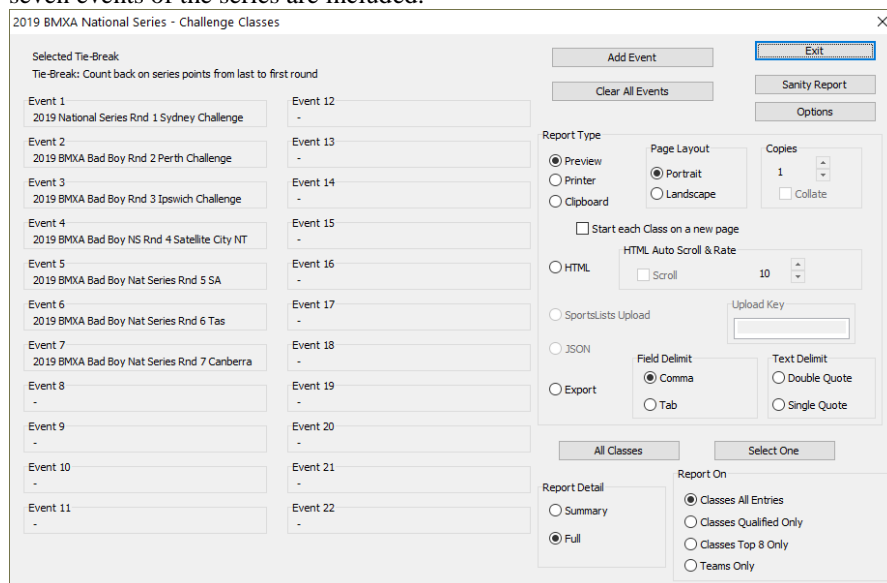 seven events of the series are included.
2019 BMXA National Series - Challenge Classes
Selected Tie-Break
Tie-Break: Count back on series points from last to first round
Event 1
2019 National Series Rnd 1 Sydney Challenge
Event 2
2019 BMXA Bad Boy Rnd 2 Perth Challenge
Event 3
2019 BMXA Bad Boy Rnd 3 Ipswich Challenge
Event 4
2019 BMXA Bad Boy NS Rnd 4 Satellite City NT
Event 5
2019 BMXA Bad Boy Nat Series Rnd 5 SA
Event 6
2019 BMXA Bad Boy Nat Series Rnd 6 Tas
Event 7
2019 BMXA Bad Boy Nat Series Rnd 7 Canberra
Event 8
-
Event 9
-
Event 10
-
Event 11
-
Event 12
-
Event 13
-
Event 14
-
Event 15
-
Event 16
-
Event 17
-
Event 18
-
Event 19
-
Event 20
-
Event 21
-
Event 22
-
Add Event
Exit
Clear All Events
Sanity Report
Options
Report Type
Preview
Printer
Clipboard
Page Layout
Portrait
Landscape
Copies
1
Collate
Start each Class on a new page
HTML
HTML Auto Scroll & Rate
Scroll
10
SportsLists Upload
Upload Key
JSON
Export
Field Delimit
Comma
Tab
Text Delimit
Double Quote
Single Quote
All Classes
Select One
Report Detail
Summary
Full
Report On
Classes All Entries
Classes Qualified Only
Classes Top 8 Only
Teams Only